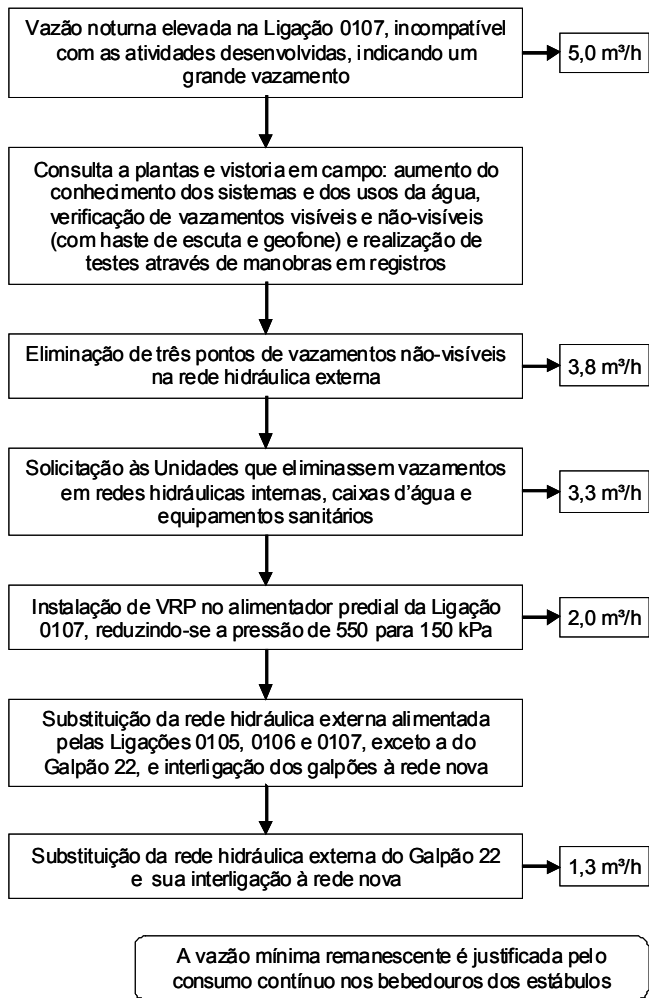 Vazão noturna elevada na Ligação 0107, incompatível
com as atividades desenvolvidas, indicando um
grande vazamento
5,0 m³/h
Consulta a plantas e vistoria em campo: aumento do
conhecimento dos sistemas e dos usos da água,
verificação de vazamentos visíveis e não-visíveis
(com haste de escuta e geofone) e realização de
testes através de manobras em registros
Eliminação de três pontos de vazamentos não-visíveis
na rede hidráulica externa
3,8 m³/h
Solicitação às Unidades que eliminassem vazamentos
em redes hidráulicas internas, caixas d'água e
equipamentos sanitários
3,3 m³/h
Instalação de VRP no alimentador predial da Ligação
0107, reduzindo-se a pressão de 550 para 150 kPa
2,0 m³/h
Substituição da rede hidráulica externa alimentada
pelas Ligações 0105, 0106 e 0107, exceto a do
Galpão 22, e interligação dos galpões à rede nova
Substituição da rede hidráulica externa do Galpão 22
e sua interligação à rede nova
1,3 m³/h
A vazão mínima remanescente é justificada pelo
consumo contínuo nos bebedouros dos estábulos